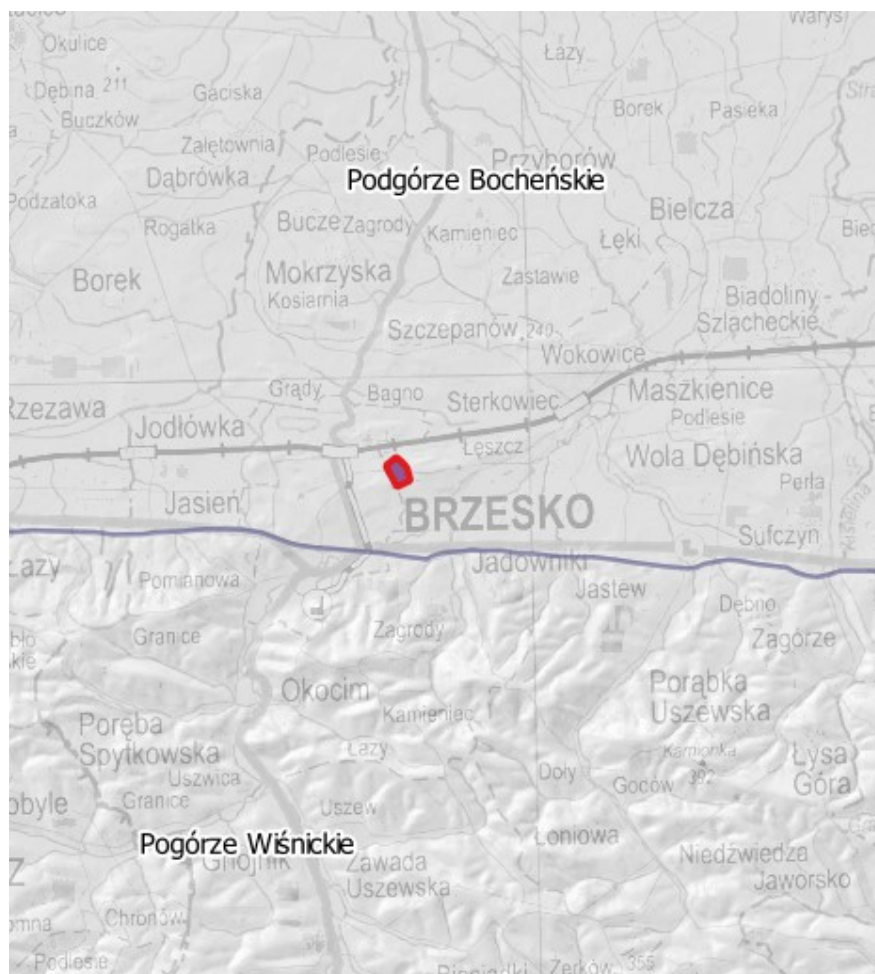 Okulice
Łazy
Dębina 211
Gaciska
Borek
Pasieka
Buczków
Załętownia
Podlesie
Przyborów
Dąbrówka
Podgórze Bocheńskie
Podzatoka
Rogatka
Bucze
Zagrody
Kamieniec
Bielcza
Łęki
Borek
Mokrzyska
Zastawie
Kosiarnia
Biadoliny
Szlacheckie
Szczepanów
240
Wokowice
Grądy
Bagno
Sterkowiec
Maszkienice
Podlesie
Rzezawa
Jodłówka
Łęszcz
Wola Dębińska
Perła
Jasień
BRZESKO
Kisielina
Sufczyn
Łazy
Pomianowa
Jadowniki
Jastew
Dębno
Granice
Zagrody
Zagórze
Okocim
Porąbka
Uszewska
Kamieniec
Poręba
Spytkowska
Łazy
Kamionka
392
Łysa
Góra
Uszwica
Doły
Goców
obyle
Granice
Uszew
Łoniowa
Pogórze Wiśnickie
Gnojnik
Zawada
Uszewska
Niedźwiedza
Jaworsko
Chronów
Podlesie
Zerków 355